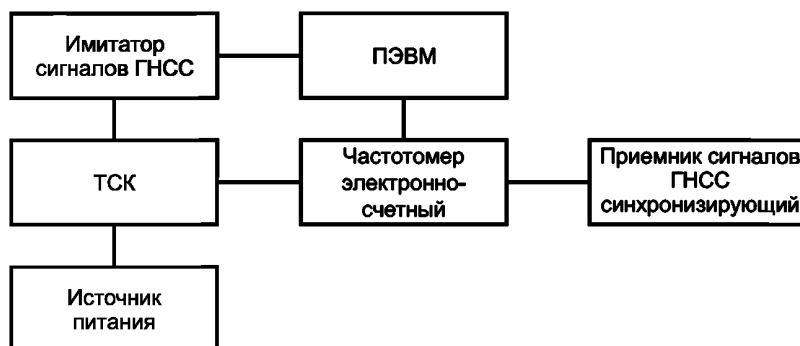 Имитатор
сигналов ГНСС
ПЭВМ
ТСК
Частотомер
электронно-
счетный
Приемник сигналов
ГНСС
синхронизирующий
Источник
питания